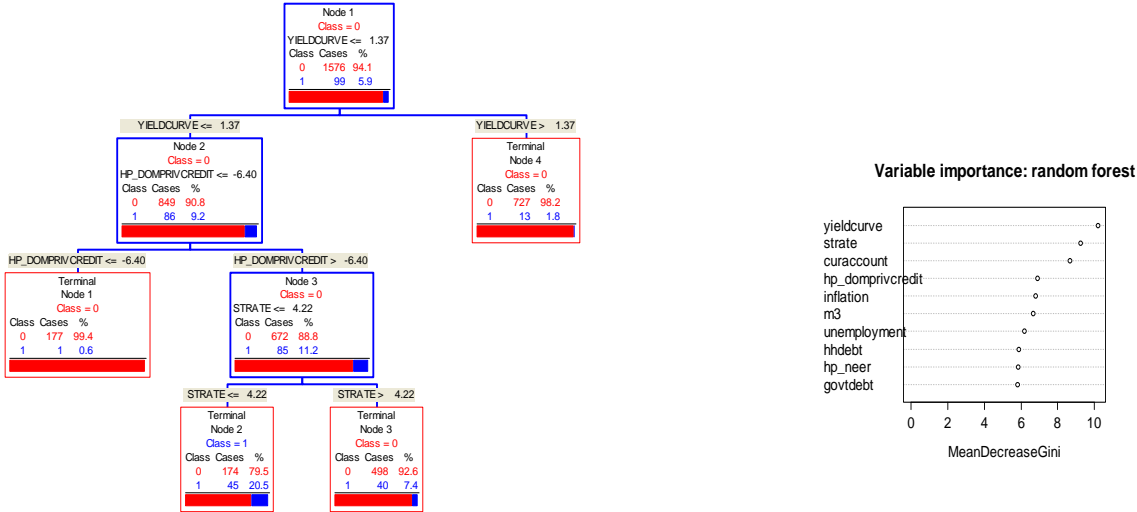 Node 1
Class = 0
YIELDCURVE <= 1.37
Class Cases %
0 1576 94.1
1 99 5.9
YIELDCURVE <= 1.37
YIELDCURVE > 1.37
Node 2
Class = 0
HP_DOMPRIVCREDIT <= -6.40
Class Cases %
0 849 90.8
1 86 9.2
Terminal
Node 4
Class = 0
Class Cases %
0 727 98.2
1 13 1.8
HP_DOMPRIVCREDIT <= -6.40
HP_DOMPRIVCREDIT > -6.40
Terminal
Node 1
Class = 0
Class Cases %
0 177 99.4
1 1 0.6
Node 3
Class = 0
STRATE <= 4.22
Class Cases %
0 672 88.8
1 85 11.2
STRATE <= 4.22
STRATE > 4.22
Terminal
Node 2
Class = 1
Class Cases %
0 174 79.5
1 45 20.5
Terminal
Node 3
Class = 0
Class Cases %
0 498 92.6
1 40 7.4
Variable importance: random forest
yieldcurve
strate
curaccount
hp_domprivcredit
inflation
m3
unemployment
hhdebt
hp_neer
govtdebt
0 2 4 6 8 10
MeanDecreaseGini